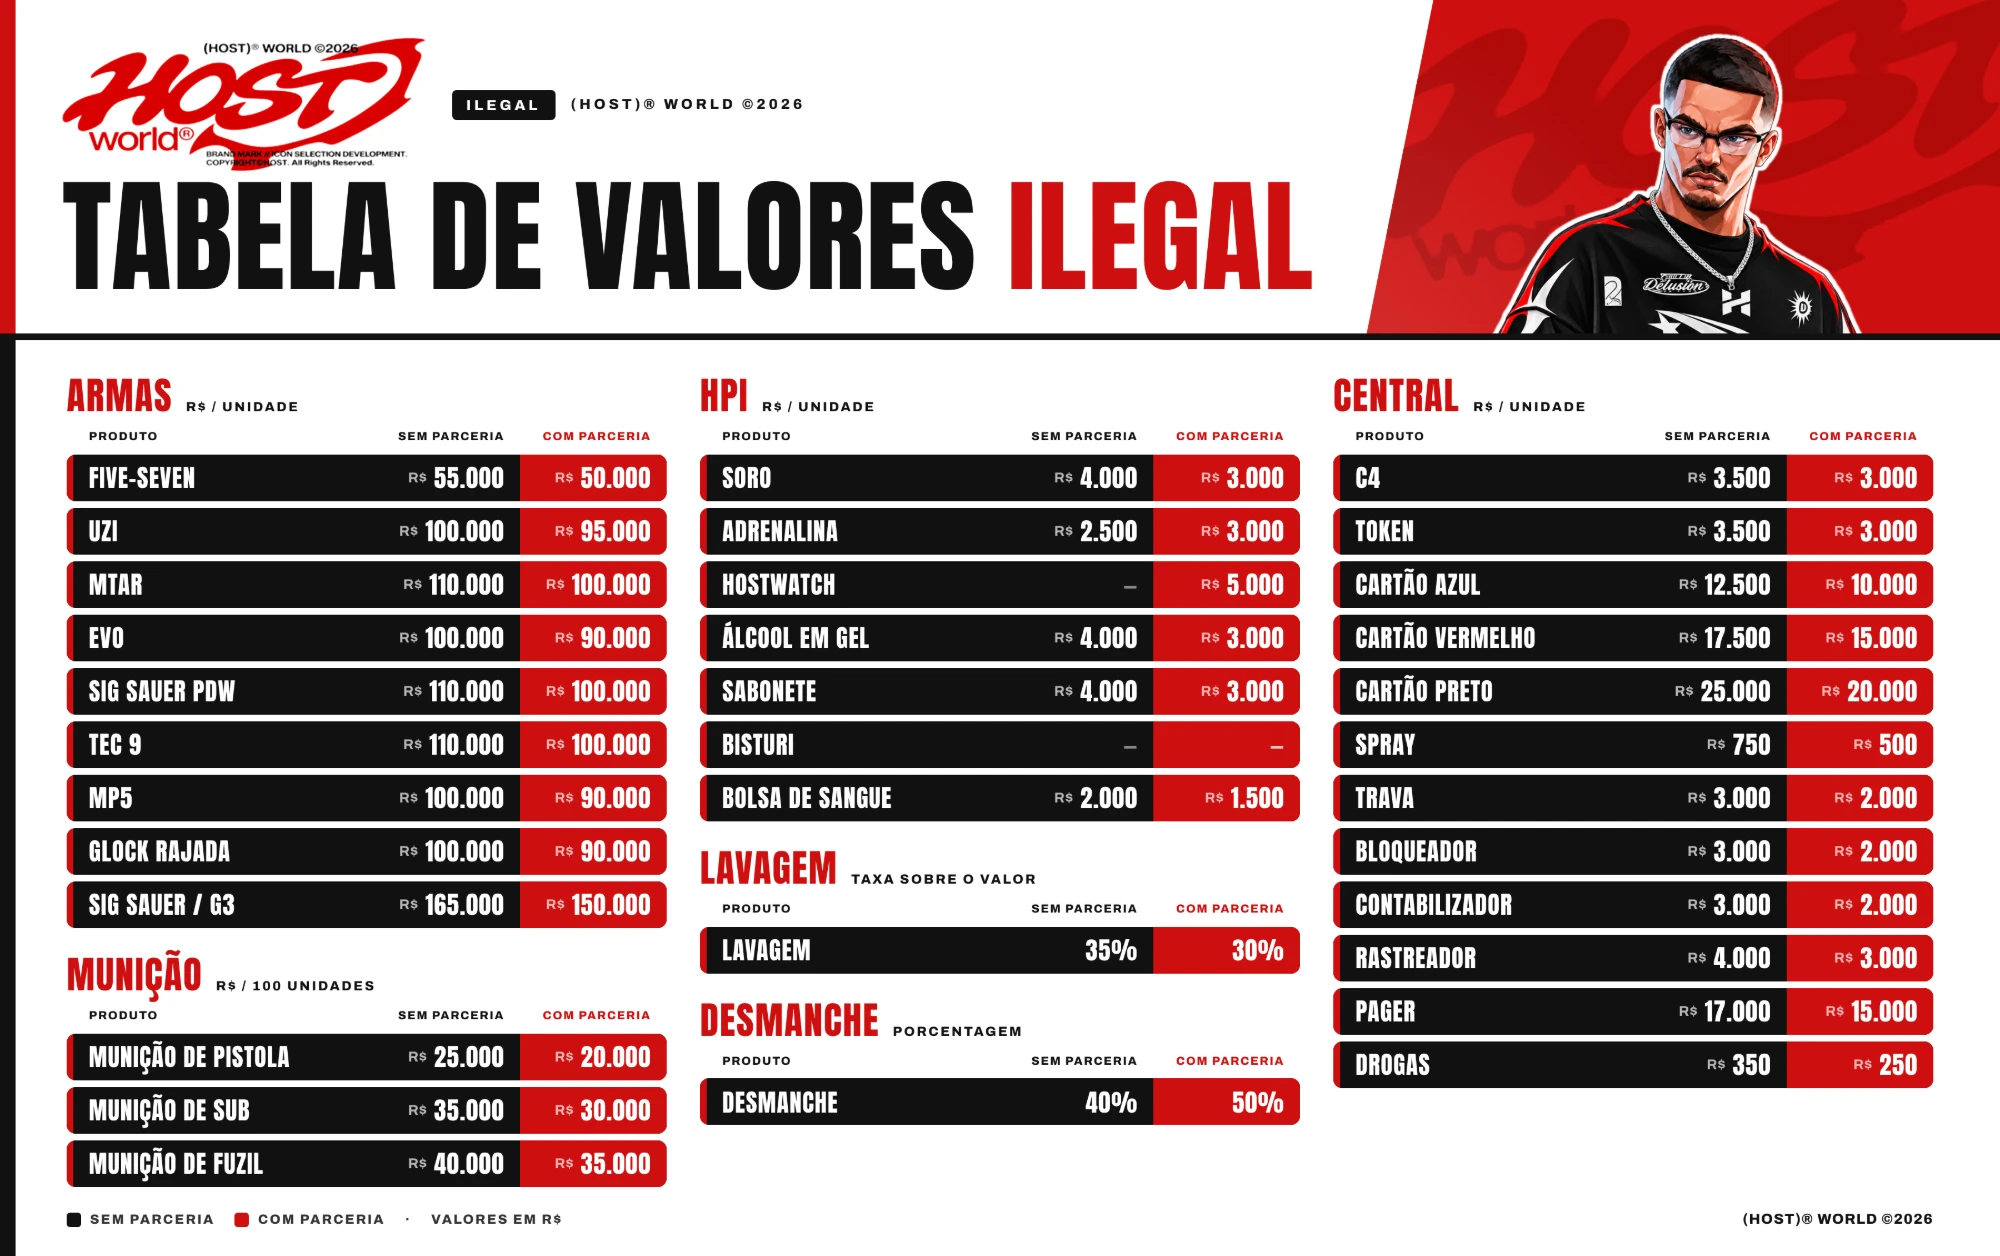 (HOST)® WORLD ©2026
HOST
world®
BRAND MARK // ICON SELECTION DEVELOPMENT.
COPYRIGHT©HOST. All Rights Reserved.
ILEGAL (HOST)® WORLD ©2026
TABELA DE VALORES ILEGAL
Delusion
ARMAS R$ / UNIDADE
PRODUTO SEM PARCERIA COM PARCERIA
FIVE-SEVEN R$ 55.000 R$ 50.000
UZI R$ 100.000 R$ 95.000
MTAR R$ 110.000 R$ 100.000
EVO R$ 100.000 R$ 90.000
SIG SAUER PDW R$ 110.000 R$ 100.000
TEC 9 R$ 110.000 R$ 100.000
MP5 R$ 100.000 R$ 90.000
GLOCK RAJADA R$ 100.000 R$ 90.000
SIG SAUER / G3 R$ 165.000 R$ 150.000
MUNIÇÃO R$ / 100 UNIDADES
PRODUTO SEM PARCERIA COM PARCERIA
MUNIÇÃO DE PISTOLA R$ 25.000 R$ 20.000
MUNIÇÃO DE SUB R$ 35.000 R$ 30.000
MUNIÇÃO DE FUZIL R$ 40.000 R$ 35.000
HPI R$ / UNIDADE
PRODUTO SEM PARCERIA COM PARCERIA
SORO R$ 4.000 R$ 3.000
ADRENALINA R$ 2.500 R$ 3.000
HOSTWATCH – R$ 5.000
ÁLCOOL EM GEL R$ 4.000 R$ 3.000
SABONETE R$ 4.000 R$ 3.000
BISTURI – –
BOLSA DE SANGUE R$ 2.000 R$ 1.500
LAVAGEM TAXA SOBRE O VALOR
PRODUTO SEM PARCERIA COM PARCERIA
LAVAGEM 35% 30%
DESMANCHE PORCENTAGEM
PRODUTO SEM PARCERIA COM PARCERIA
DESMANCHE 40% 50%
CENTRAL R$ / UNIDADE
PRODUTO SEM PARCERIA COM PARCERIA
C4 R$ 3.500 R$ 3.000
TOKEN R$ 3.500 R$ 3.000
CARTÃO AZUL R$ 12.500 R$ 10.000
CARTÃO VERMELHO R$ 17.500 R$ 15.000
CARTÃO PRETO R$ 25.000 R$ 20.000
SPRAY R$ 750 R$ 500
TRAVA R$ 3.000 R$ 2.000
BLOQUEADOR R$ 3.000 R$ 2.000
CONTABILIZADOR R$ 3.000 R$ 2.000
RASTREADOR R$ 4.000 R$ 3.000
PAGER R$ 17.000 R$ 15.000
DROGAS R$ 350 R$ 250
SEM PARCERIA COM PARCERIA · VALORES EM R$
(HOST)® WORLD ©2026